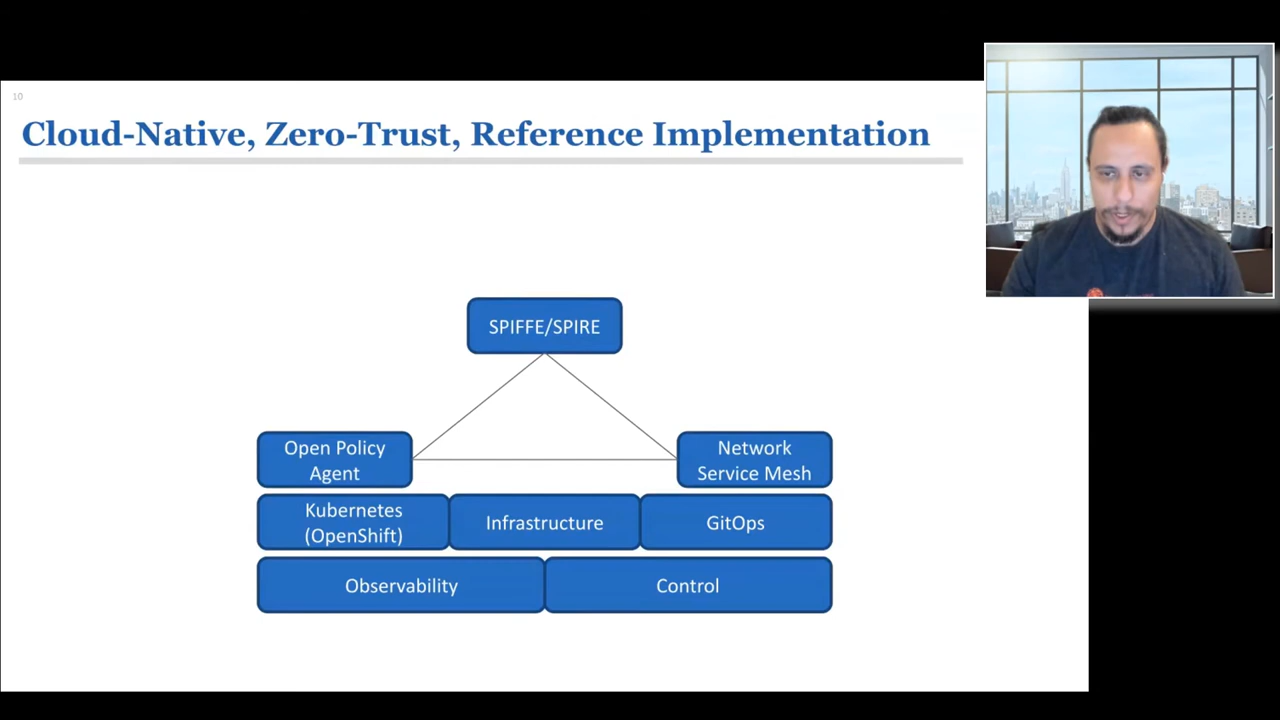 10
Cloud-Native, Zero-Trust, Reference Implementation
SPIFFE/SPIRE
Open Policy
Agent
Network
Service Mesh
Kubernetes
(OpenShift)
Infrastructure
GitOps
Observability
Control